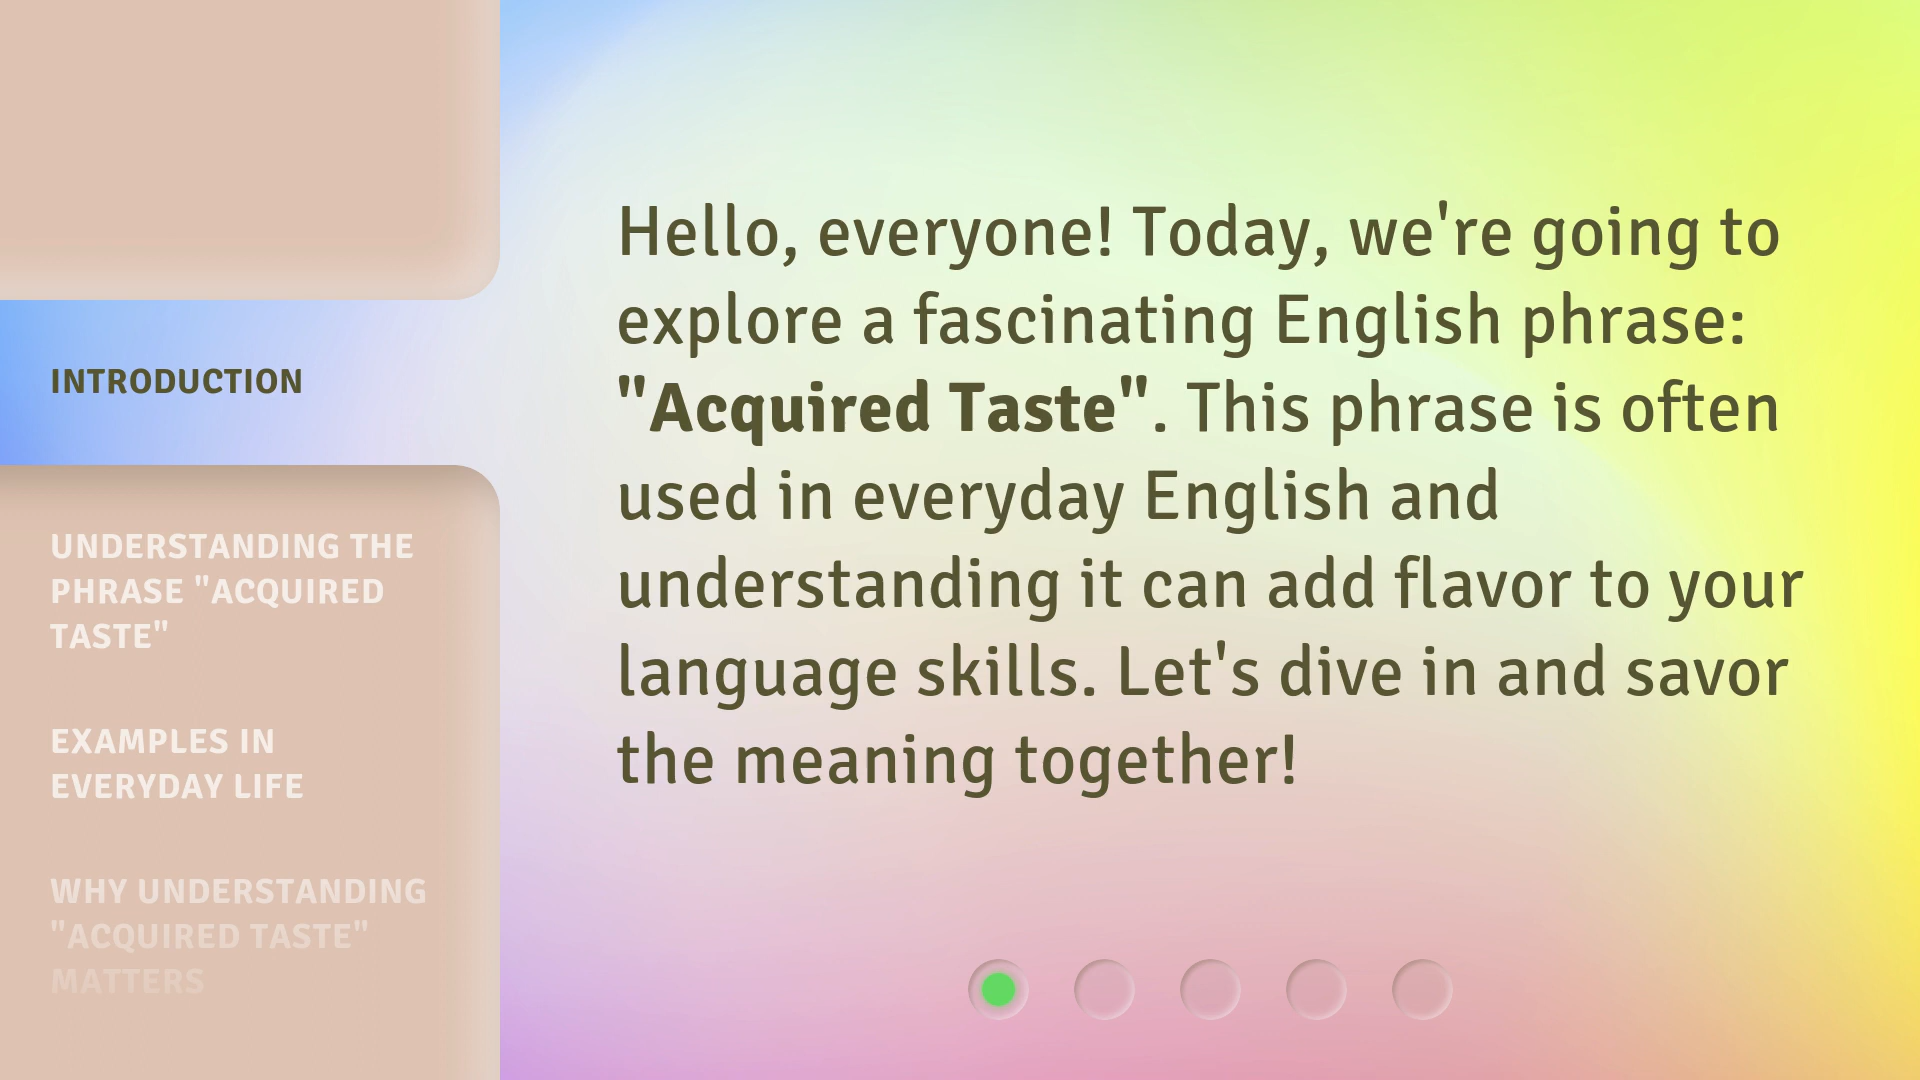 INTRODUCTION
UNDERSTANDING THE
PHRASE "ACQUIRED
TASTE"
EXAMPLES IN
EVERYDAY LIFE
WHY UNDERSTANDING
"ACQUIRED TASTE"
MATTERS
Hello, everyone! Today, we're going to
explore a fascinating English phrase:
"Acquired Taste". This phrase is often
used in everyday English and
understanding it can add flavor to your
language skills. Let's dive in and savor
the meaning together!